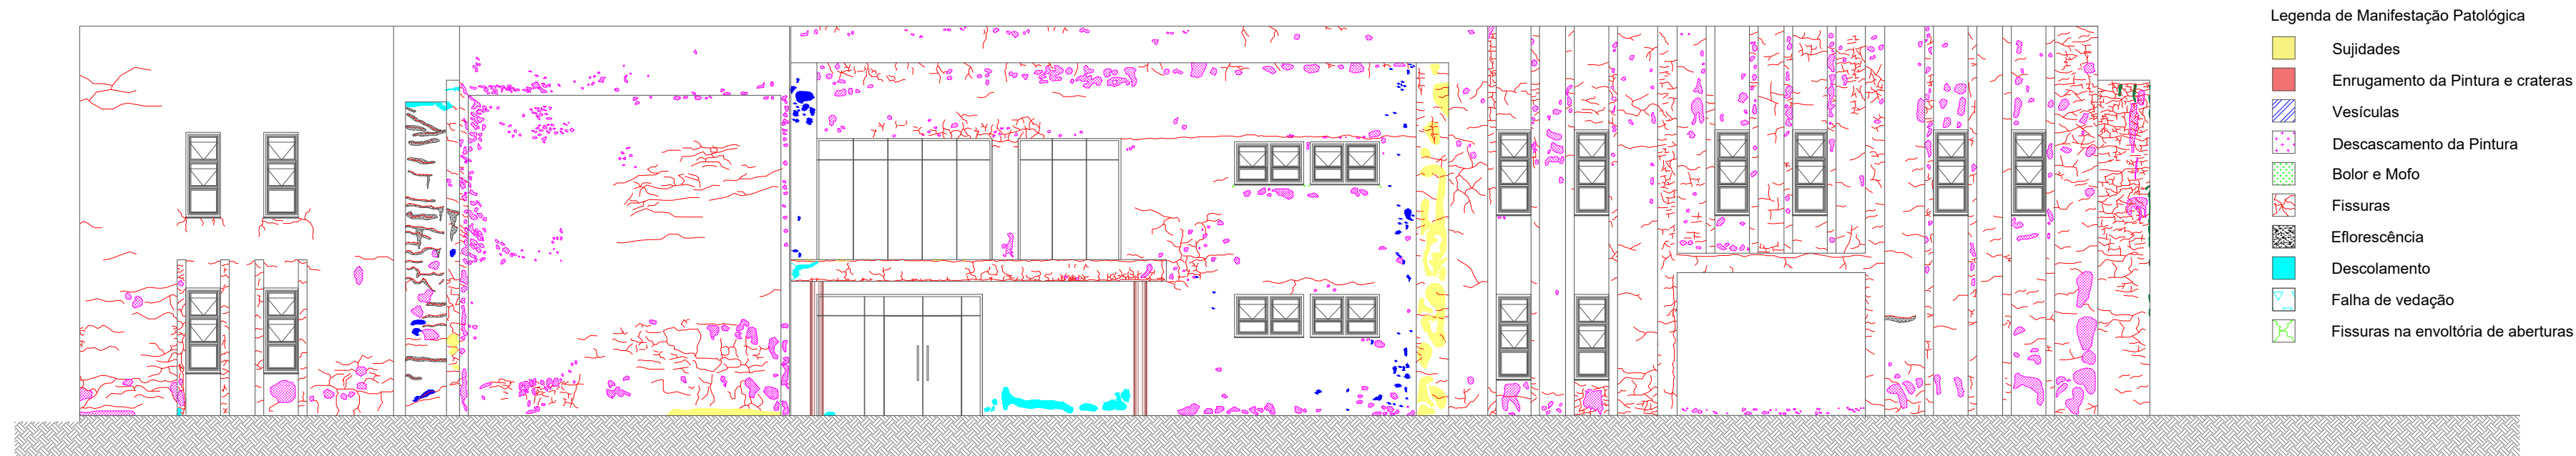 Legenda de Manifestação Patológica
Sujidades
Enrugamento da Pintura e crateras
Vesículas
Descascamento da Pintura
Bolor e Mofo
Fissuras
Eflorescência
Descolamento
Falha de vedação
Fissuras na envoltória de aberturas